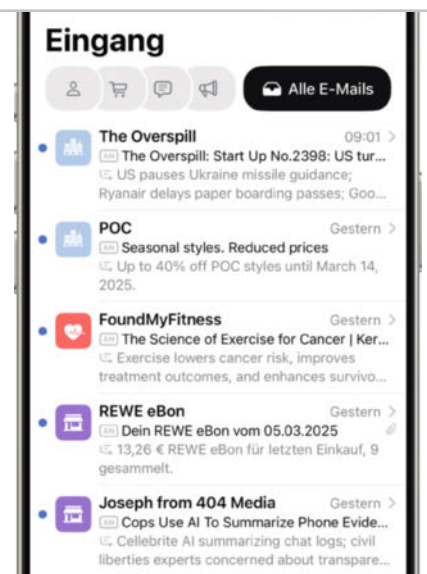 Eingang
Alle E-Mails
The Overspill 09:01
AN The Overspill: Start Up No.2398: US tur...
US pauses Ukraine missile guidance;
Ryanair delays paper boarding passes; Goo...
POC Gestern
AN Seasonal styles. Reduced prices
Up to 40% off POC styles until March 14,
2025.
FoundMyFitness Gestern
AN The Science of Exercise for Cancer | Ker...
Exercise lowers cancer risk, improves
treatment outcomes, and enhances survivo...
REWE eBon Gestern
AN Dein REWE eBon vom 05.03.2025
13,26 € REWE eBon für letzten Einkauf, 9
gesammelt.
Joseph from 404 Media Gestern
AN Cops Use AI To Summarize Phone Evide...
Cellebrite AI summarizing chat logs; civil
liberties experts concerned about transpare...